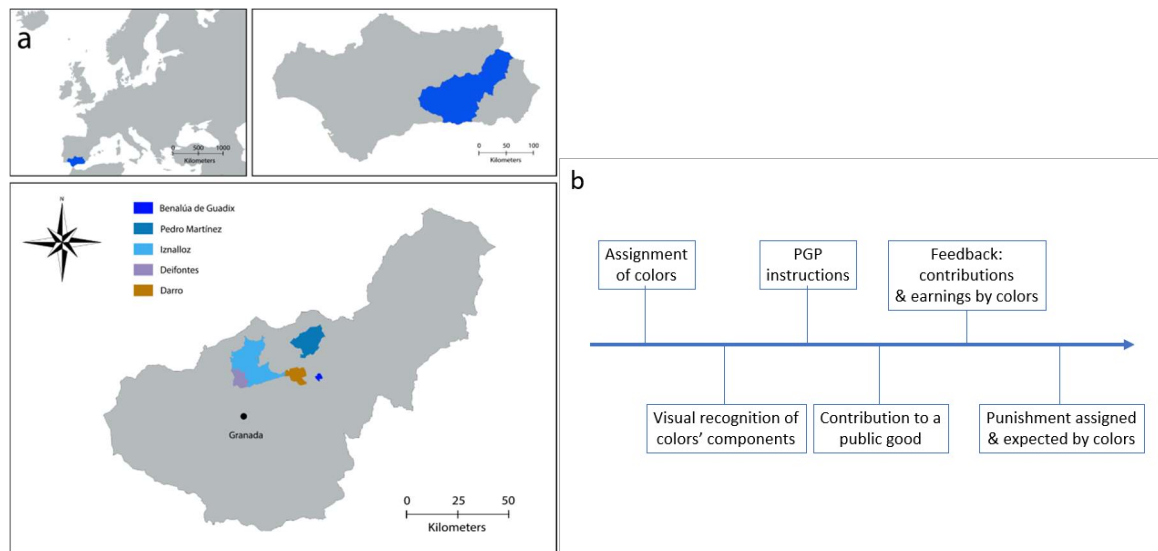 a
0 500 1000
Kilometers
0 50 100
Kilometers
N
Benalúa de Guadix
Pedro Martínez
Iznalloz
Deifontes
Darro
Granada
0 25 50
Kilometers
b
Assignment
of colors
PGP
instructions
Feedback:
contributions
& earnings by colors
Visual recognition of
colors' components
Contribution to a
public good
Punishment assigned
& expected by colors